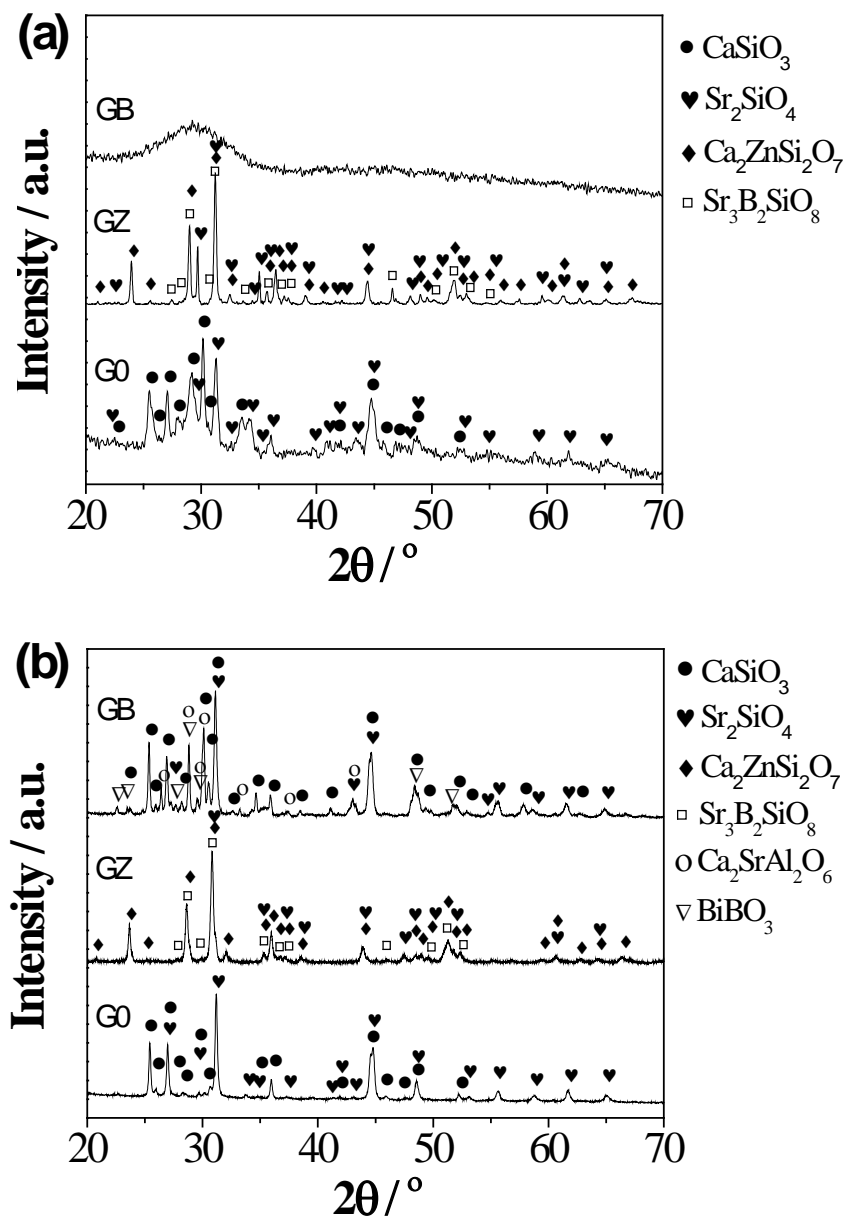 (a)
Intensity / a.u.
GB
GZ
G0
20 30 40 50 60 70
2θ / °
● CaSiO₃
♥ Sr₂SiO₄
♦ Ca₂ZnSi₂O₇
□ Sr₃B₂SiO₈
(b)
Intensity / a.u.
GB
GZ
G0
20 30 40 50 60 70
2θ / °
● CaSiO₃
♥ Sr₂SiO₄
♦ Ca₂ZnSi₂O₇
□ Sr₃B₂SiO₈
○ Ca₂SrAl₂O₆
▽ BiBO₃